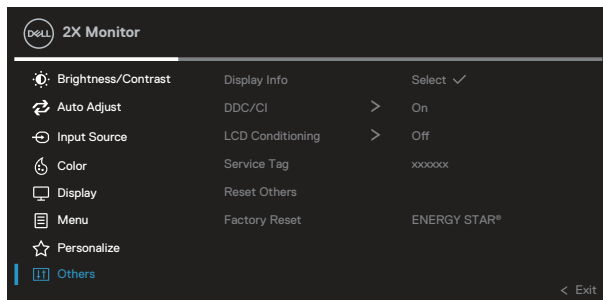 DELL 2X Monitor
Brightness/Contrast Display Info Select ✓
Auto Adjust DDC/CI > On
Input Source LCD Conditioning > Off
Color Service Tag xxxxxx
Display Reset Others
Menu Factory Reset ENERGY STAR®
Personalize
Others
< Exit